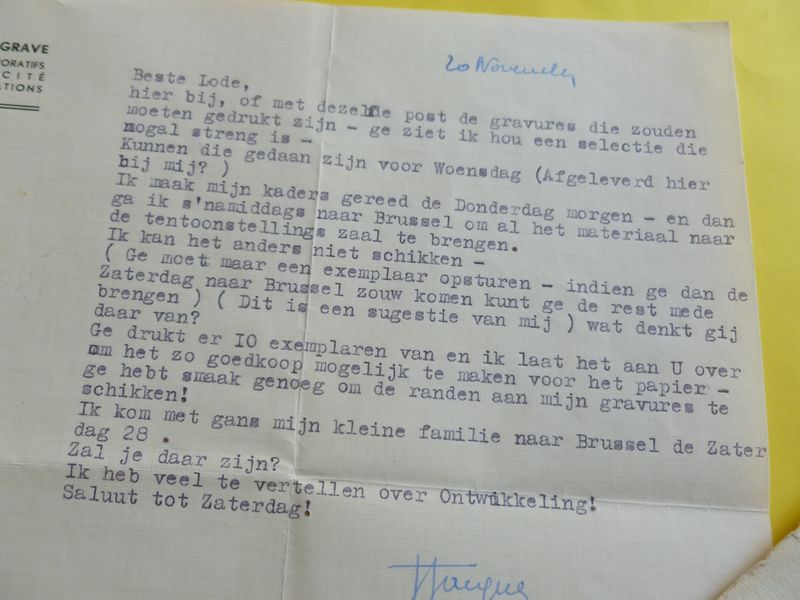 GRAVE
ORATIFS
CITÉ
ATIONS
20 November
Beste Lode,
hier bij, of met dezelfde post de gravures die zouden
moeten gedrukt zijn - ge ziet ik hou een selectie die
nogal streng is -
Kunnen die gedaan zijn voor Woensdag (Afgeleverd hier
bij mij? )
Ik maak mijn kaders gereed de Donderdag morgen - en dan
ga ik s'namiddags naar Brussel om al het materiaal naar
de tentoonstellings zaal te brengen.
Ik kan het anders niet schikken -
( Ge moet maar een exemplaar opsturen - indien ge dan de
Zaterdag naar Brussel zouw komen kunt ge de rest mede
brengen ) ( Dit is een sugestie van mij ) wat denkt gij
daar van?
Ge drukt er IO exemplaren van en ik laat het aan U over
om het zo goedkoop mogelijk te maken voor het papier -
ge hebt smaak genoeg om de randen aan mijn gravures te
schikken!
Ik kom met gans mijn kleine familie naar Brussel de Zater
dag 28 .
Zal je daar zijn?
Ik heb veel te vertellen over Ontwikkeling!
Saluut tot Zaterdag!